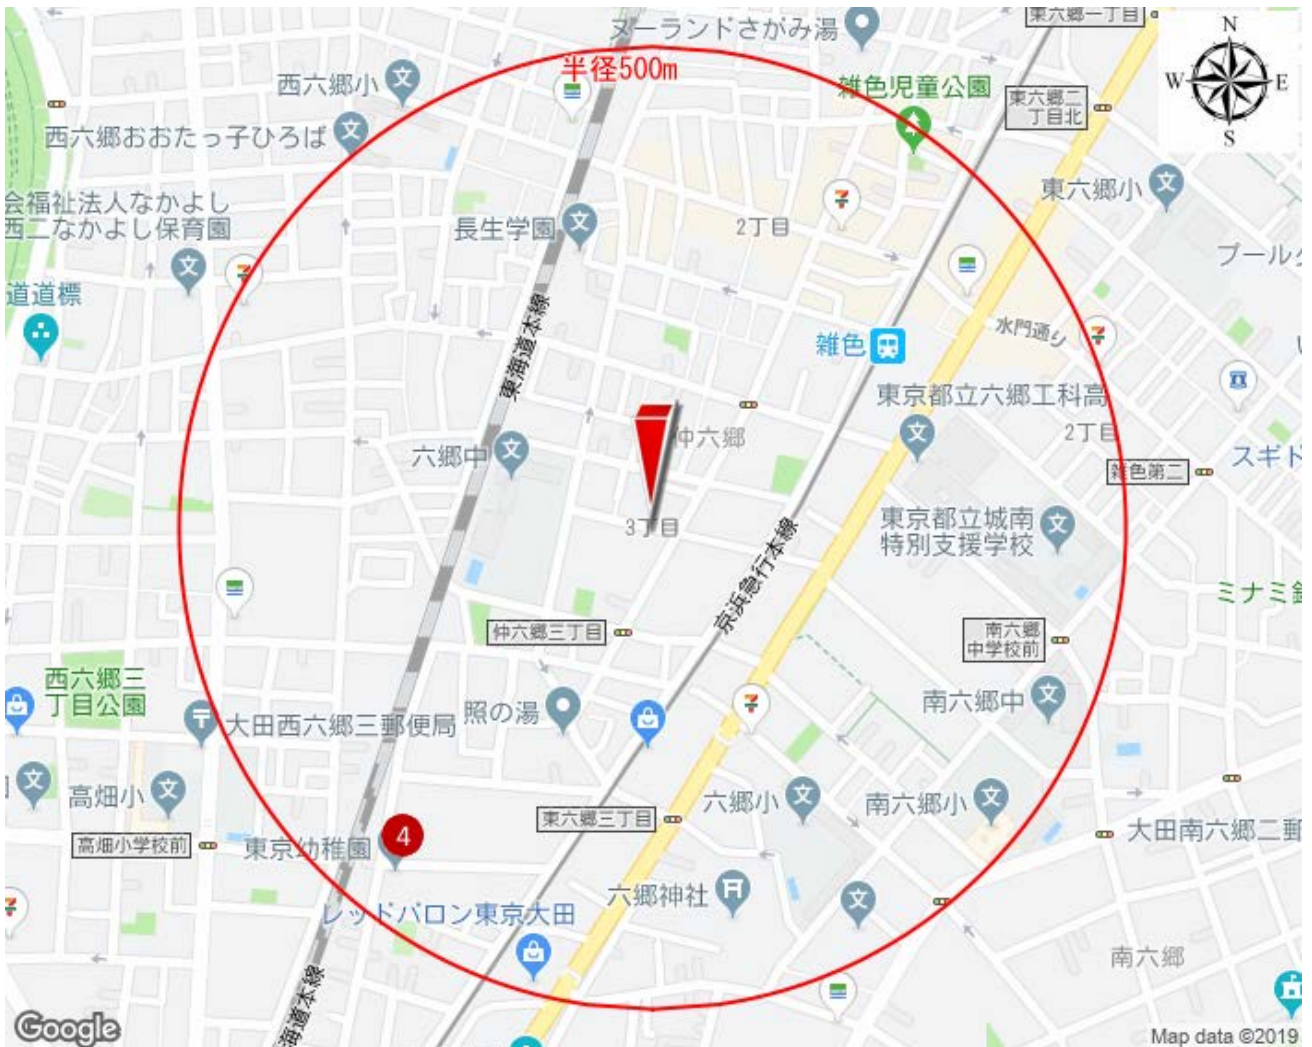 東六郷一丁目
ヌーランドさがみ湯
N
W
E
S
半径500m
西六郷小
雑色児童公園
東六郷二
丁目北
西六郷おおたっ子ひろば
会福祉法人なかよし
西二なかよし保育園
東六郷小
長生学園
2丁目
プール
道道標
水門通り
東海道本線
雑色
東京都立六郷工科高
仲六郷
2丁目
六郷中
雑色第二
スギド
3丁目
東京都立城南
特別支援学校
京浜急行本線
ミナミ
仲六郷三丁目
南六郷
中学校前
西六郷三
丁目公園
大田西六郷三郵便局
照の湯
南六郷中
高畑小
六郷小
南六郷小
東六郷三丁目
高畑小学校前
東京幼稚園
4
大田南六郷二郵
六郷神社
レッドバロン東京大田
南六郷
海道本線
Google
Map data ©2019